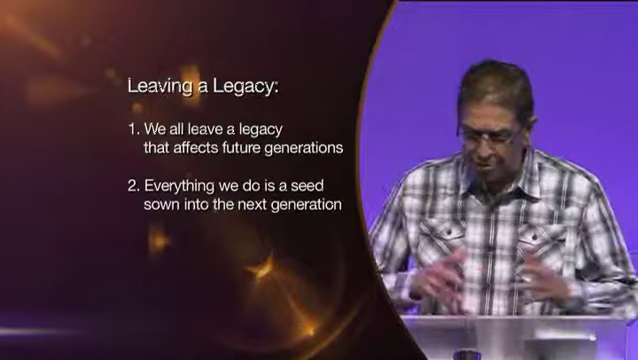 Leaving a Legacy:
1. We all leave a legacy
that affects future generations
2. Everything we do is a seed
sown into the next generation